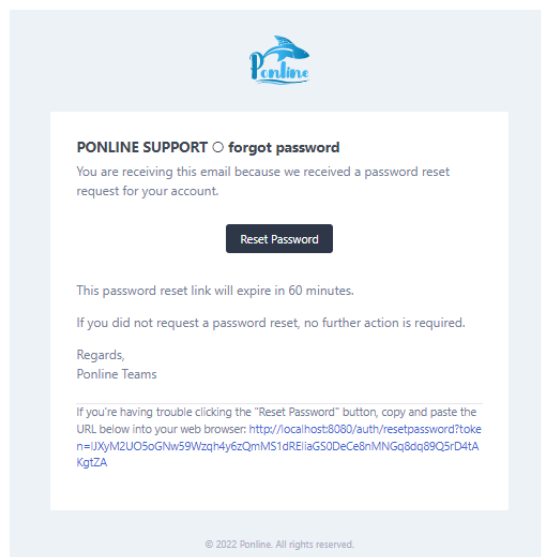 Ponline
PONLINE SUPPORT ○ forgot password
You are receiving this email because we received a password reset
request for your account.
Reset Password
This password reset link will expire in 60 minutes.
If you did not request a password reset, no further action is required.
Regards,
Ponline Teams
If you're having trouble clicking the "Reset Password" button, copy and paste the
URL below into your web browser: http://localhost:8080/auth/resetpassword?toke
n=IJXyM2UO5oGNw59Wzqh4y6zQmMS1dREIiaGS0DeCe8nMNGq8dq89Q5rD4tA
KgtZA
© 2022 Ponline. All rights reserved.